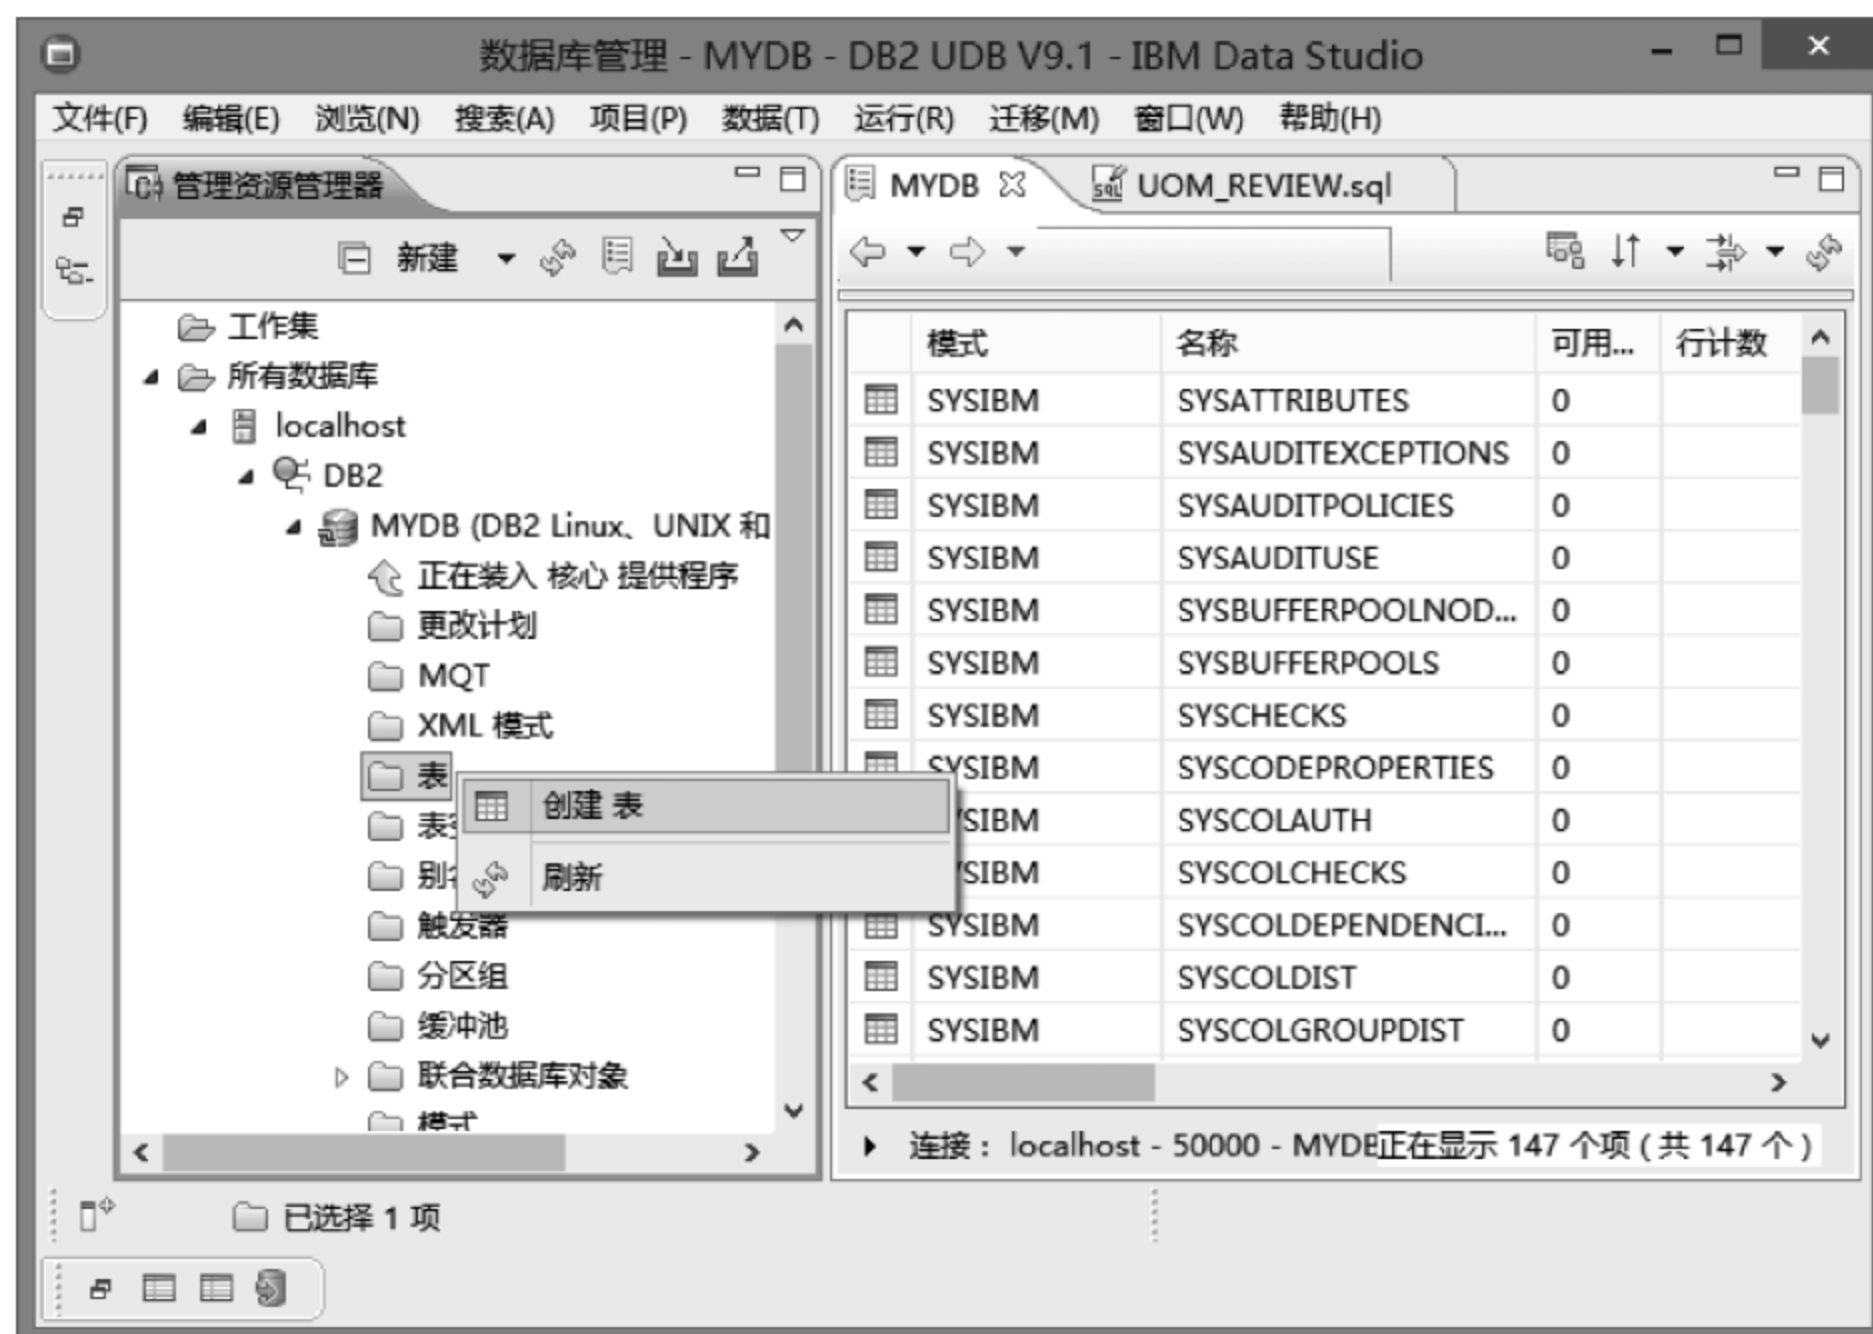 数据库管理 - MYDB - DB2 UDB V9.1 - IBM Data Studio
文件(F) 编辑(E) 浏览(N) 搜索(A) 项目(P) 数据(T) 运行(R) 迁移(M) 窗口(W) 帮助(H)
管理资源管理器
新建
工作集
所有数据库
localhost
DB2
MYDB (DB2 Linux、UNIX 和
正在装入 核心 提供程序
更改计划
MQT
XML 模式
表
表
别
触发器
分区组
缓冲池
联合数据库对象
模式
创建 表
刷新
MYDB UOM_REVIEW.sql
模式 名称 可用... 行计数
SYSIBM SYSATTRIBUTES 0
SYSIBM SYSAUDITEXCEPTIONS 0
SYSIBM SYSAUDITPOLICIES 0
SYSIBM SYSAUDITUSE 0
SYSIBM SYSBUFFERPOOLNOD... 0
SYSIBM SYSBUFFERPOOLS 0
SYSIBM SYSCHECKS 0
SYSIBM SYSCODEPROPERTIES 0
SIBM SYSCOLAUTH 0
SIBM SYSCOLCHECKS 0
SYSIBM SYSCOLDEPENDENCI... 0
SYSIBM SYSCOLDIST 0
SYSIBM SYSCOLGROUPDIST 0
连接： localhost - 50000 - MYDB正在显示 147 个项 ( 共 147 个 )
已选择 1 项